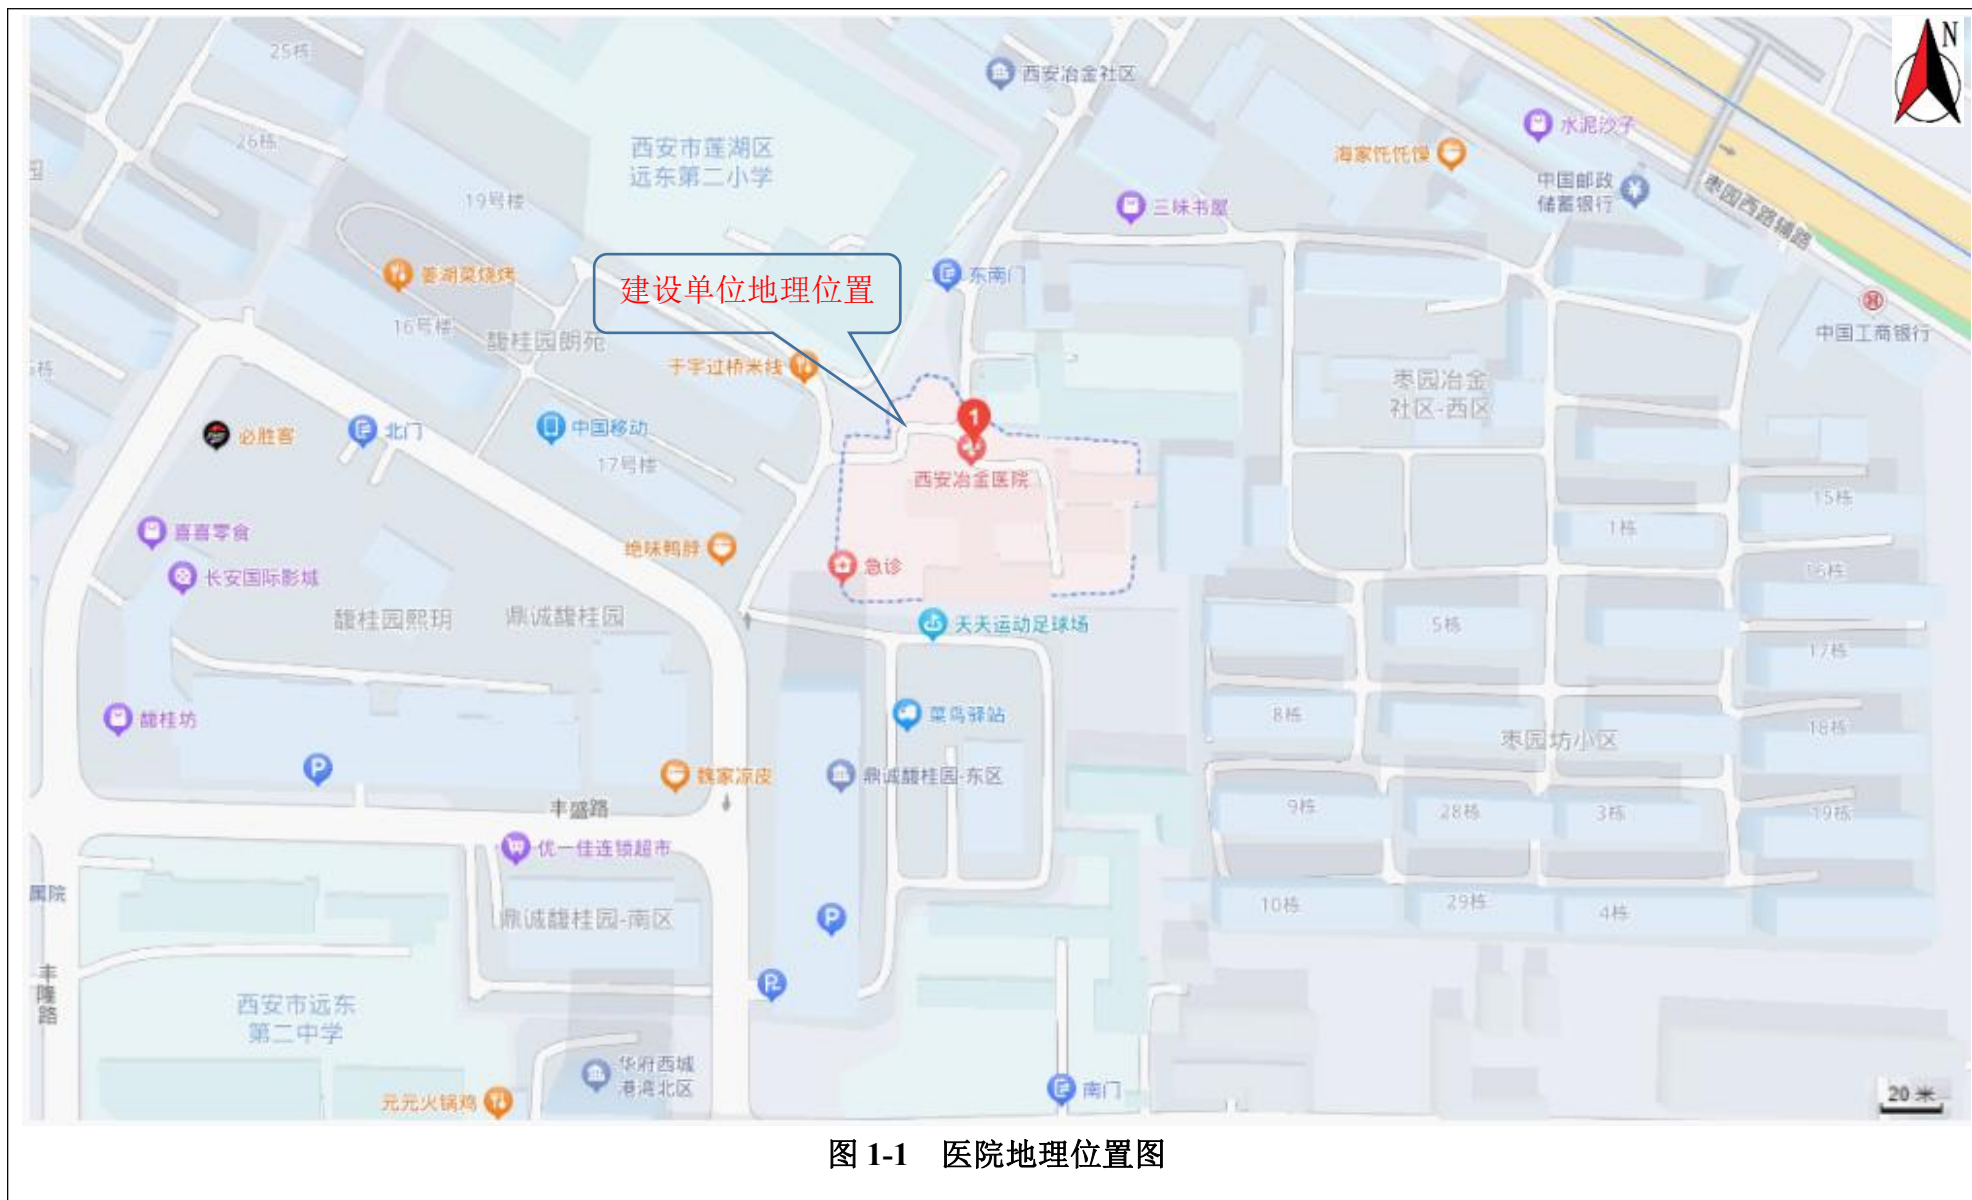 25栋
西安冶金社区
N
水泥沙子
26栋
西安市莲湖区
远东第二小学
海家饦饦馍
中国邮政
储蓄银行
园
19号楼
三味书屋
枣园西路辅路
姜湖菜烧烤
建设单位地理位置
东南门
16号楼
馥桂园朗苑
中国工商银行
栋
于宇过桥米线
枣园冶金
社区-西区
1
必胜客
北门
中国移动
17号楼
西安冶金医院
15栋
喜喜零食
1栋
绝味鸭脖
急诊
长安国际影城
16栋
馥桂园熙玥
鼎诚馥桂园
天天运动足球场
5栋
17栋
馥桂坊
菜鸟驿站
8栋
18栋
枣园坊小区
P
魏家凉皮
鼎诚馥桂园-东区
丰盛路
9栋
28栋
3栋
19栋
优一佳连锁超市
属院
10栋
29栋
4栋
鼎诚馥桂园-南区
P
丰隆路
P
西安市远东
第二中学
华府西城
港湾北区
元元火锅鸡
南门
20 米
图 1-1 医院地理位置图